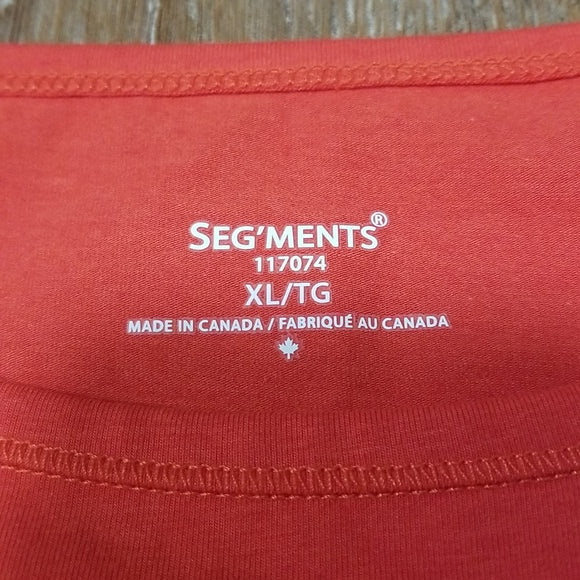 SEG'MENTS®
117074
XL/TG
MADE IN CANADA / FABRIQUÉ AU CANADA